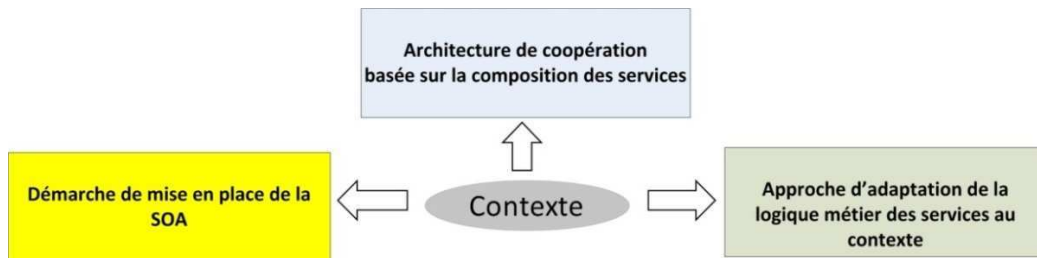 Architecture de coopération
basée sur la composition des services
Démarche de mise en place de la
SOA
Contexte
Approche d'adaptation de la
logique métier des services au
contexte